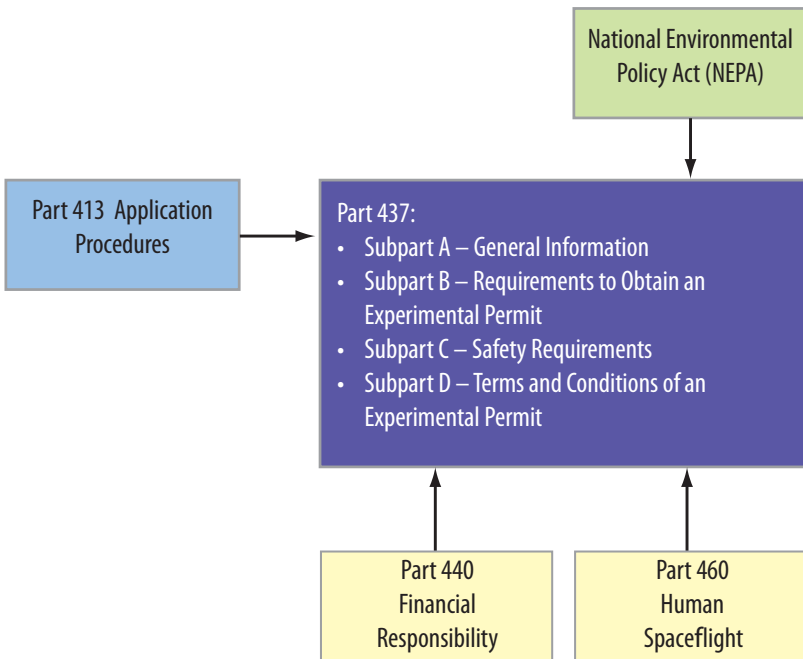 National Environmental
Policy Act (NEPA)
Part 413 Application
Procedures
Part 437:
• Subpart A – General Information
• Subpart B – Requirements to Obtain an
Experimental Permit
• Subpart C – Safety Requirements
• Subpart D – Terms and Conditions of an
Experimental Permit
Part 440
Financial
Responsibility
Part 460
Human
Spaceflight